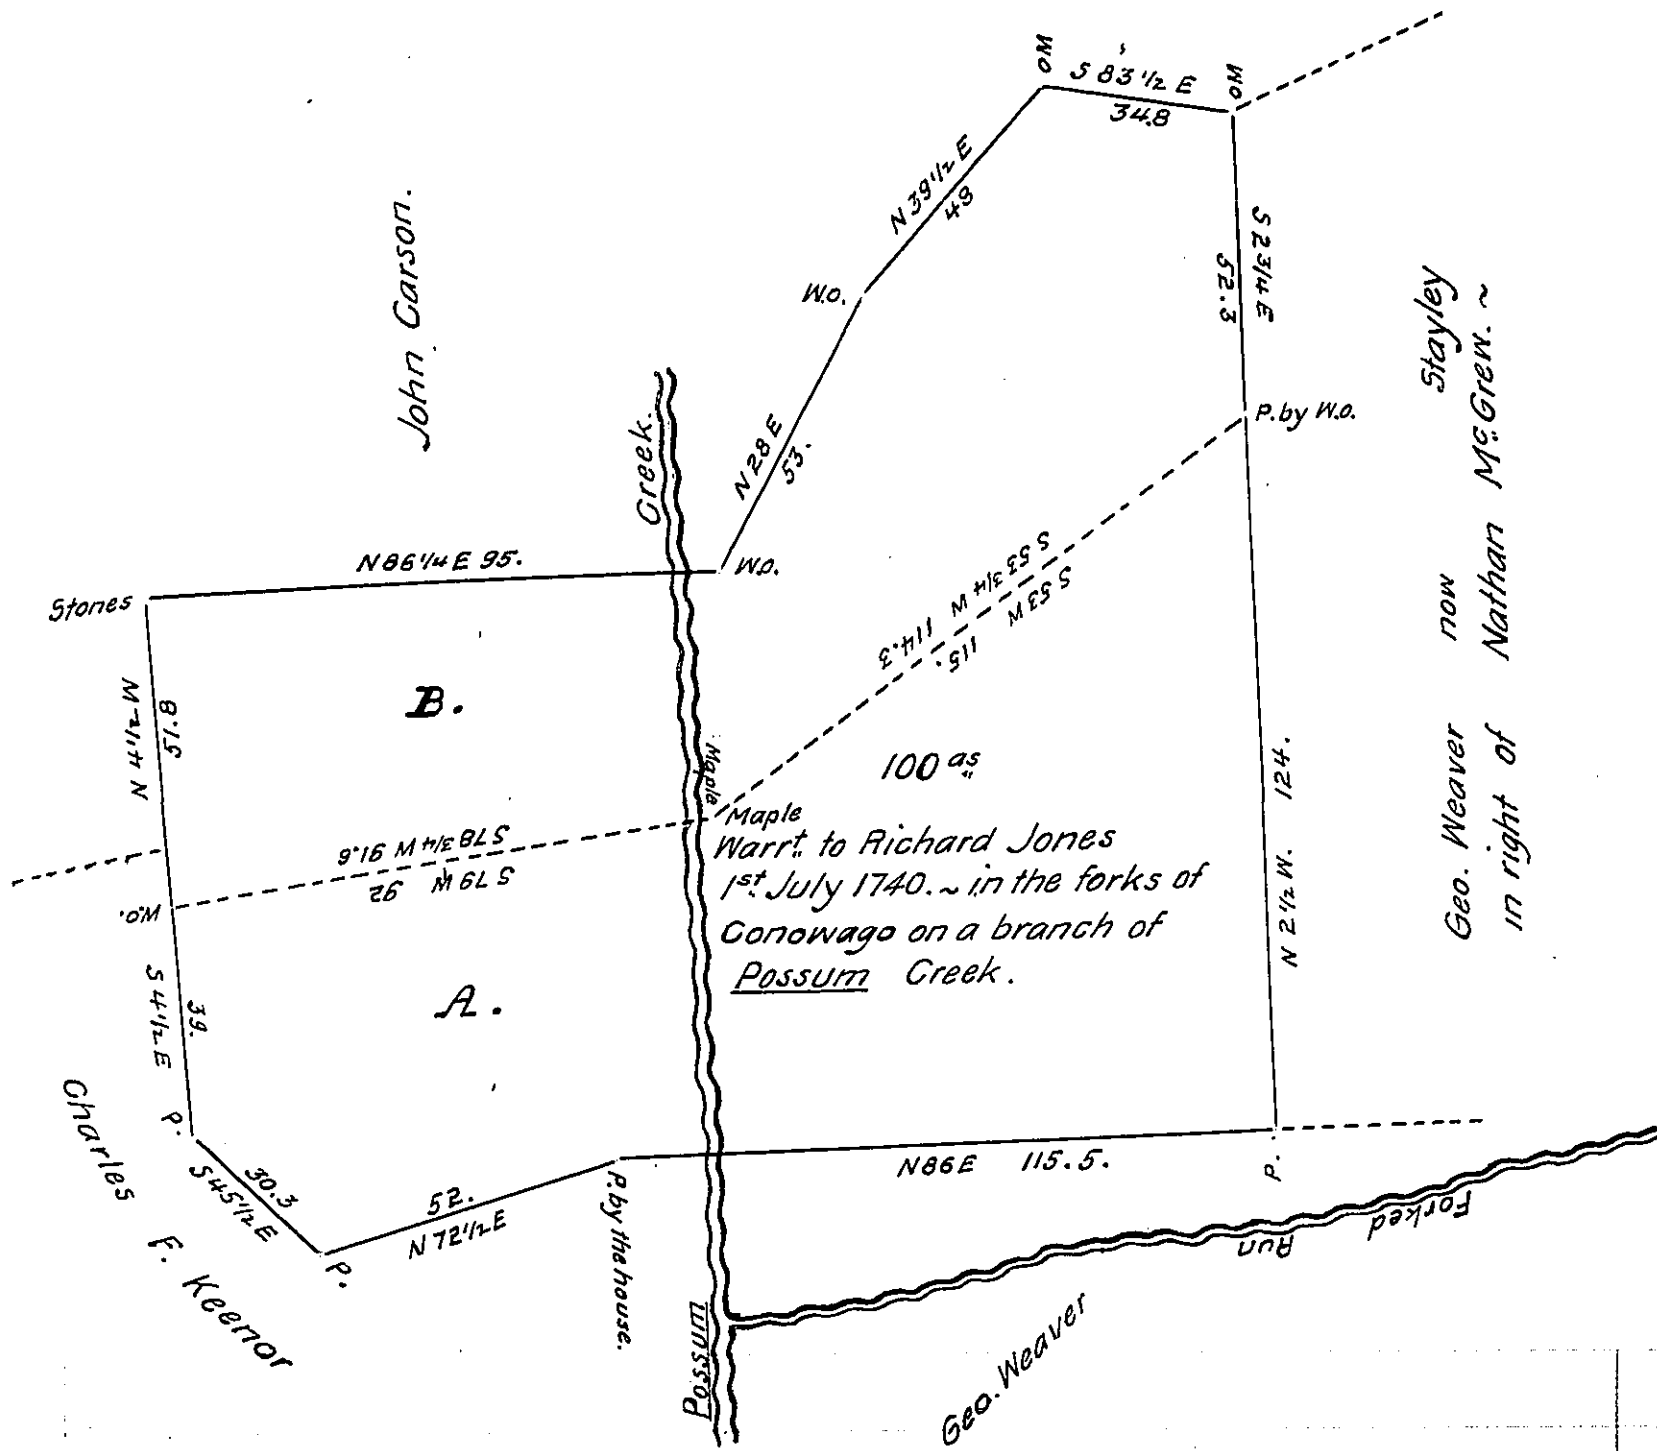 WO
S 83 1/2 E
34.8
WO
N 39 1/2 E
49
W.O.
S 2 3/4 E
52.3
P. by W.O.
John Carson.
Creek.
N 28 E
53.
W.O.
N 86 1/4 E 95.
Stones
N 4 1/2 W
51.8
B.
S 53 3/4 W 114.3
S 53 W 115.
Stayley
Geo. Weaver now
in right of Nathan McGrew. ~
100 as
Maple
Maple
Warrt. to Richard Jones
1st July 1740. ~ in the forks of
Conowago on a branch of
Possum Creek.
S 78 3/4 W 91.6
S 79 W 92
W.O.
S 4 1/2 E
39.
A.
N 2 1/2 W. 124.
P.
Charles F. Keenor
30.3
S 45 1/2 E
P.
52.
N 72 1/2 E
P. by the house.
N 86 E 115.5.
P.
Forked Run
Possum
Geo. Weaver